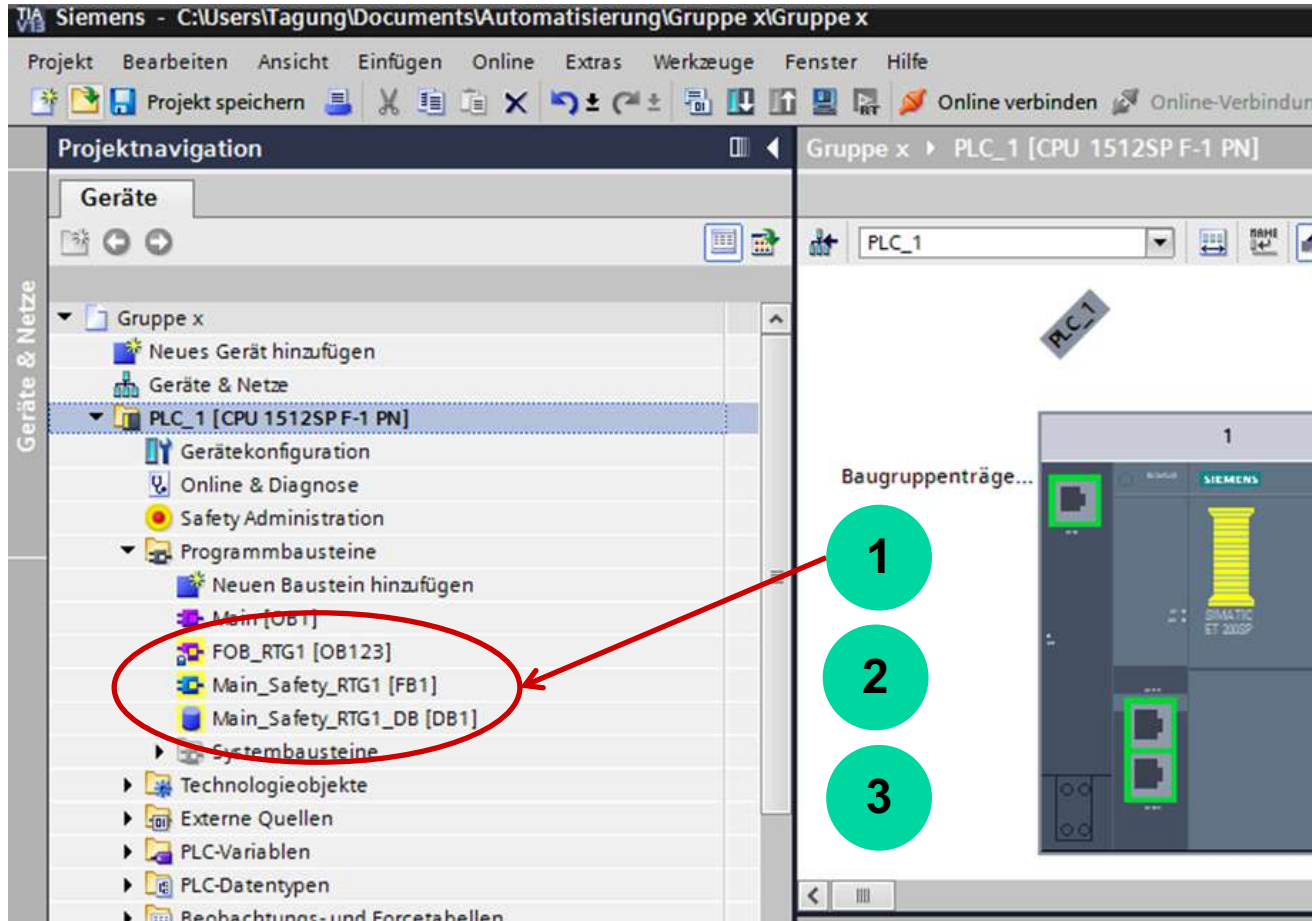 Siemens - C:\Users\Tagung\Documents\Automatisierung\Gruppe x\Gruppe x
Projekt Bearbeiten Ansicht Einfügen Online Extras Werkzeuge Fenster Hilfe
Projekt speichern Online verbinden Online-Verbindun
Projektnavigation
Gruppe x PLC_1 [CPU 1512SP F-1 PN]
Geräte
PLC_1
Geräte & Netze
Gruppe x
Neues Gerät hinzufügen
Geräte & Netze
PLC_1 [CPU 1512SP F-1 PN]
Gerätekonfiguration
Online & Diagnose
Safety Administration
Programmbausteine
Neuen Baustein hinzufügen
Main [OB1]
FOB_RTG1 [OB123]
Main_Safety_RTG1 [FB1]
Main_Safety_RTG1_DB [DB1]
Systembausteine
Technologieobjekte
Externe Quellen
PLC-Variablen
PLC-Datentypen
Beobachtungs- und Forcetabellen
PLC_1
1
Baugruppenträge...
SIEMENS
SIMATIC
ET 200SP
1
2
3